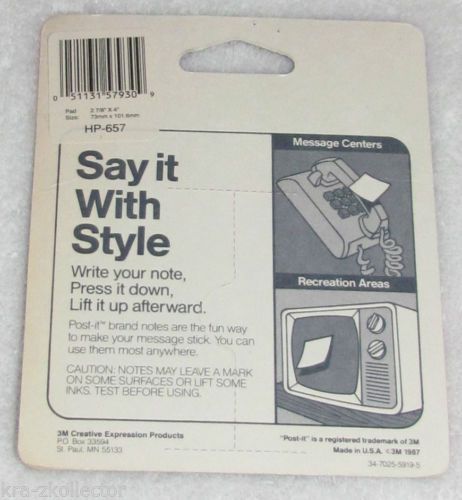 0 51131 57930 9
Pad 2 7/8" X 4"
Size: 73mm x 101.6mm
HP-657
Say it
With
Style
Write your note,
Press it down,
Lift it up afterward.
Post-it™ brand notes are the fun way
to make your message stick. You can
use them most anywhere.
CAUTION: NOTES MAY LEAVE A MARK
ON SOME SURFACES OR LIFT SOME
INKS. TEST BEFORE USING.
Message Centers
Recreation Areas
3M Creative Expression Products
P.O. Box 33594
St. Paul, MN 55133
"Post-it" is a registered trademark of 3M
Made in U.S.A. ©3M 1987
34-7025-5919-5
kra-zkollector